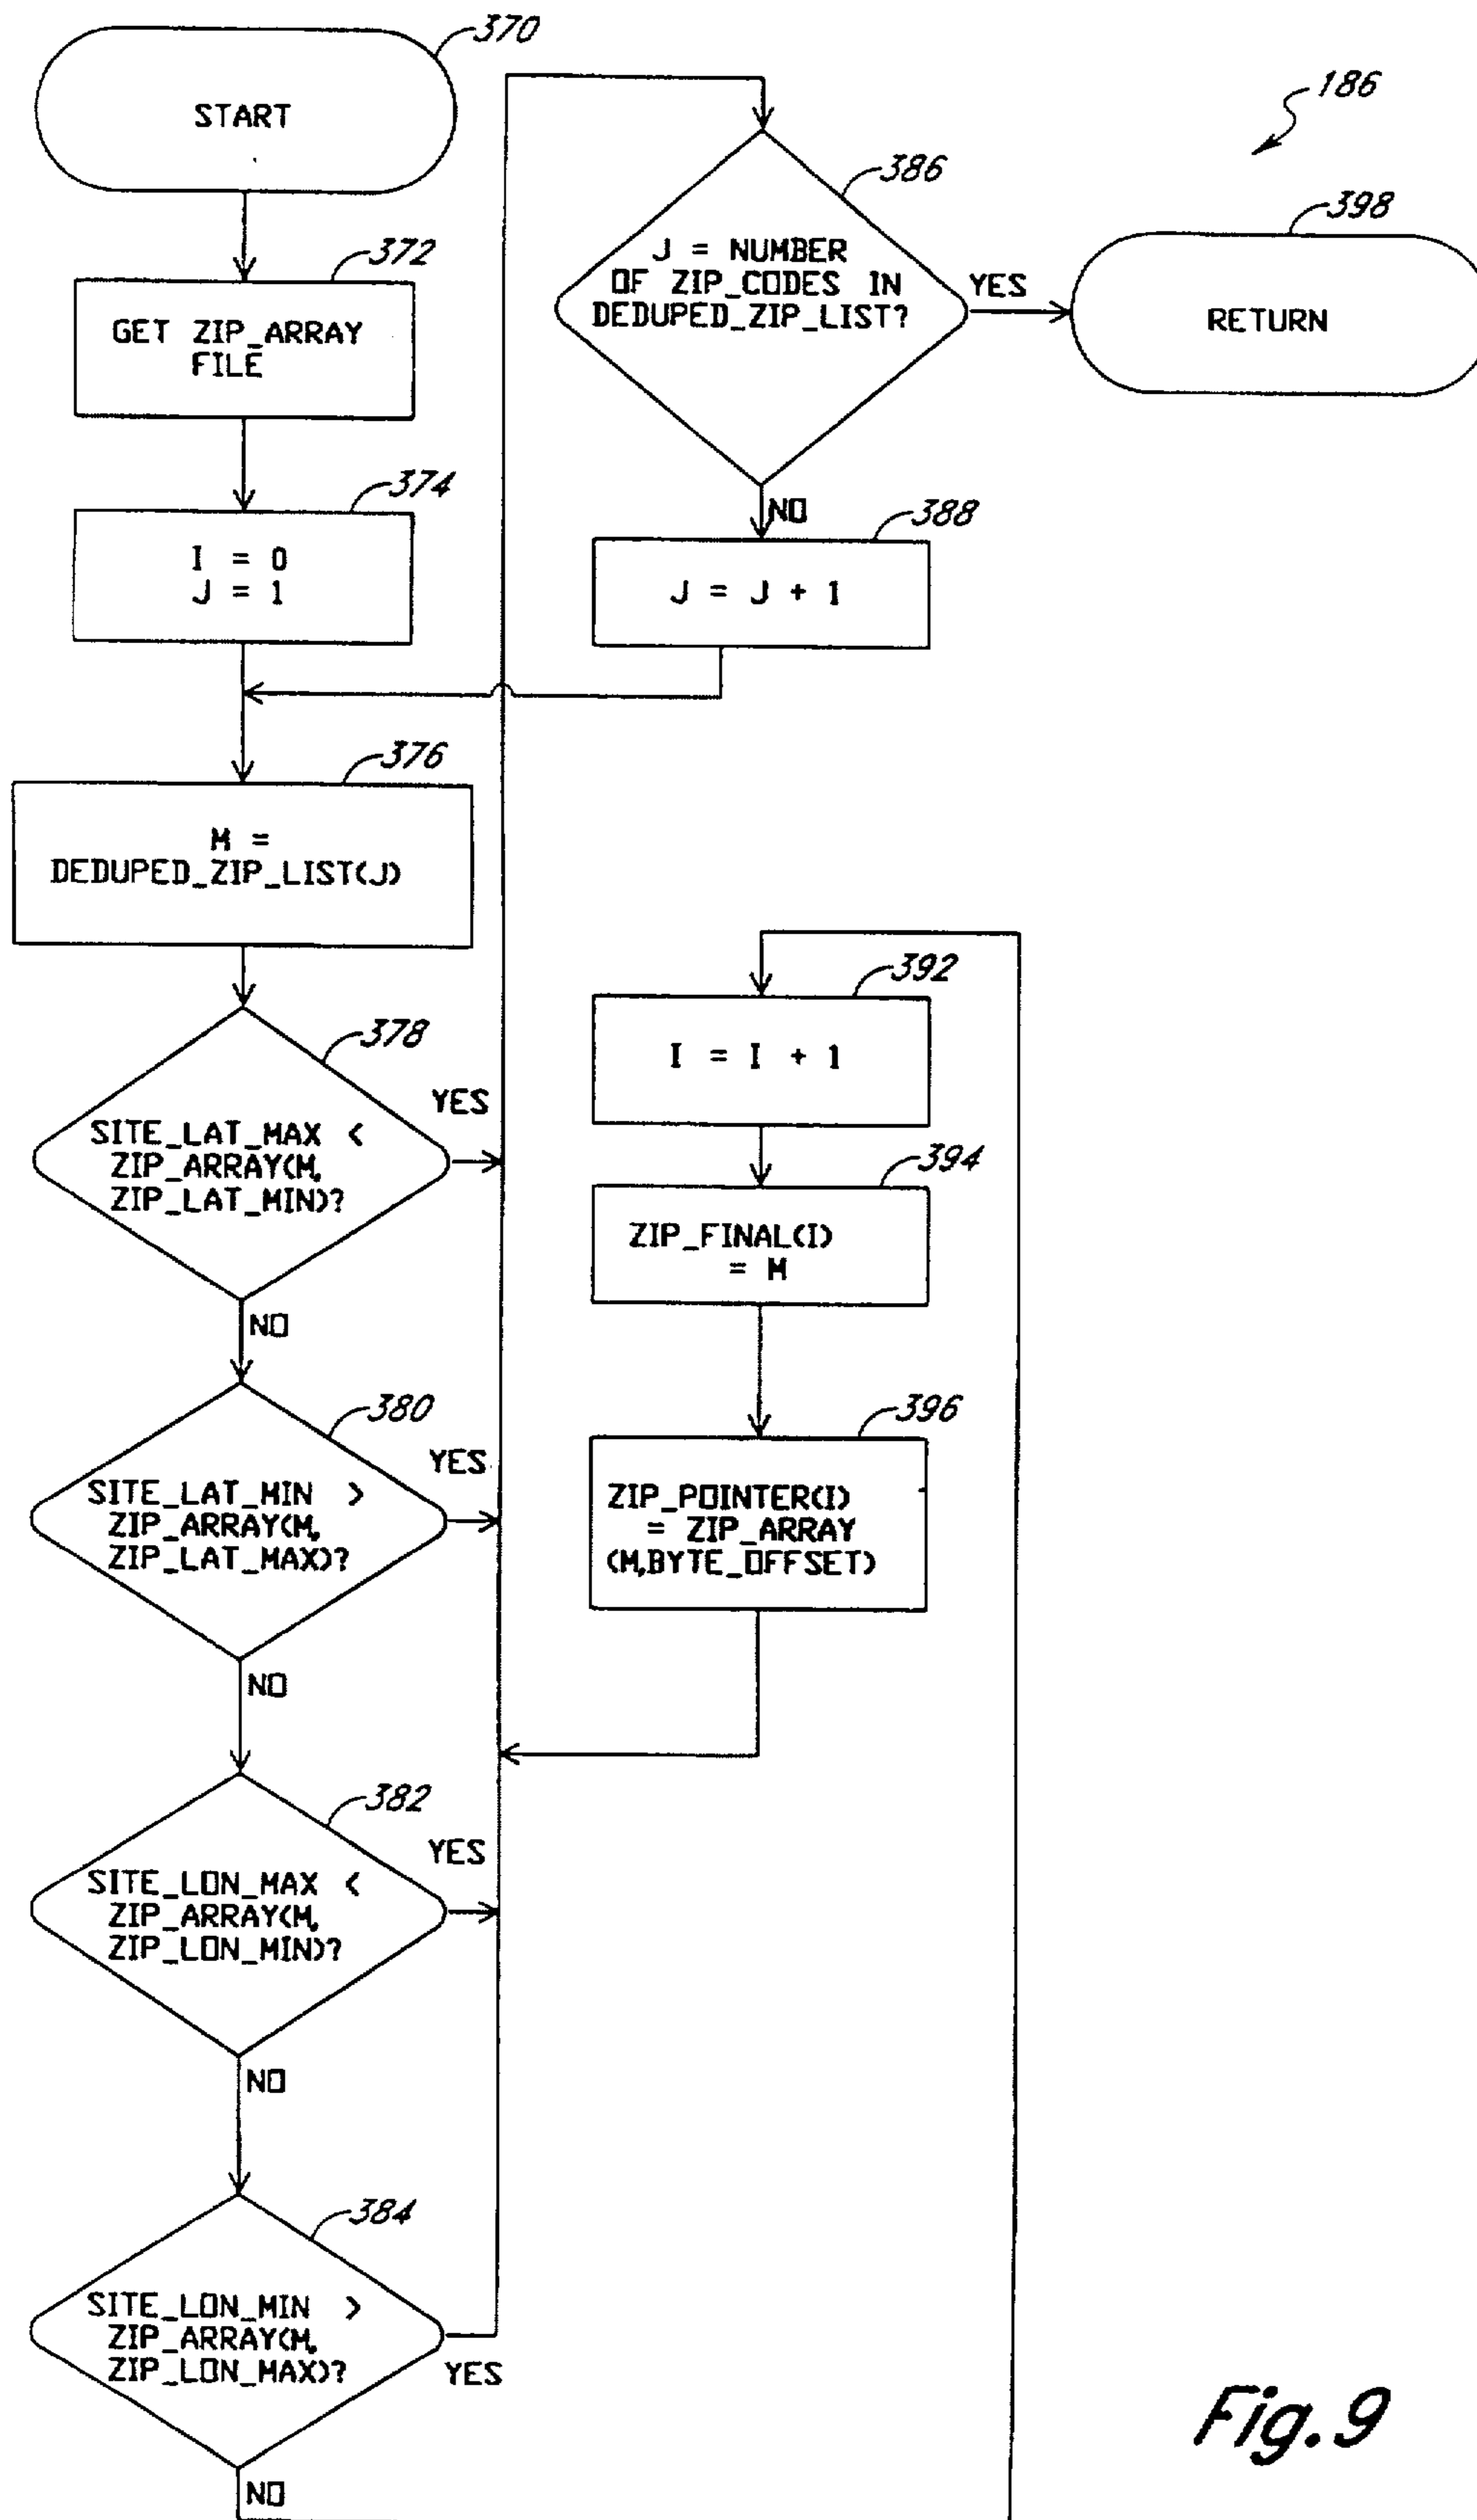 370
START
372
GET ZIP_ARRAY
FILE
374
I = 0
J = 1
376
M =
DEDUPED_ZIP_LIST(J)
378
SITE_LAT_MAX <
ZIP_ARRAY(M,
ZIP_LAT_MIN)?
YES
NO
380
SITE_LAT_MIN >
ZIP_ARRAY(M,
ZIP_LAT_MAX)?
YES
NO
382
SITE_LON_MAX <
ZIP_ARRAY(M,
ZIP_LON_MIN)?
YES
NO
384
SITE_LON_MIN >
ZIP_ARRAY(M,
ZIP_LON_MAX)?
YES
NO
386
J = NUMBER
OF ZIP_CODES IN
DEDUPED_ZIP_LIST?
YES
NO
388
J = J + 1
392
I = I + 1
394
ZIP_FINAL(I)
= M
396
ZIP_POINTER(I)
= ZIP_ARRAY
(M,BYTE_OFFSET)
186
398
RETURN
Fig. 9